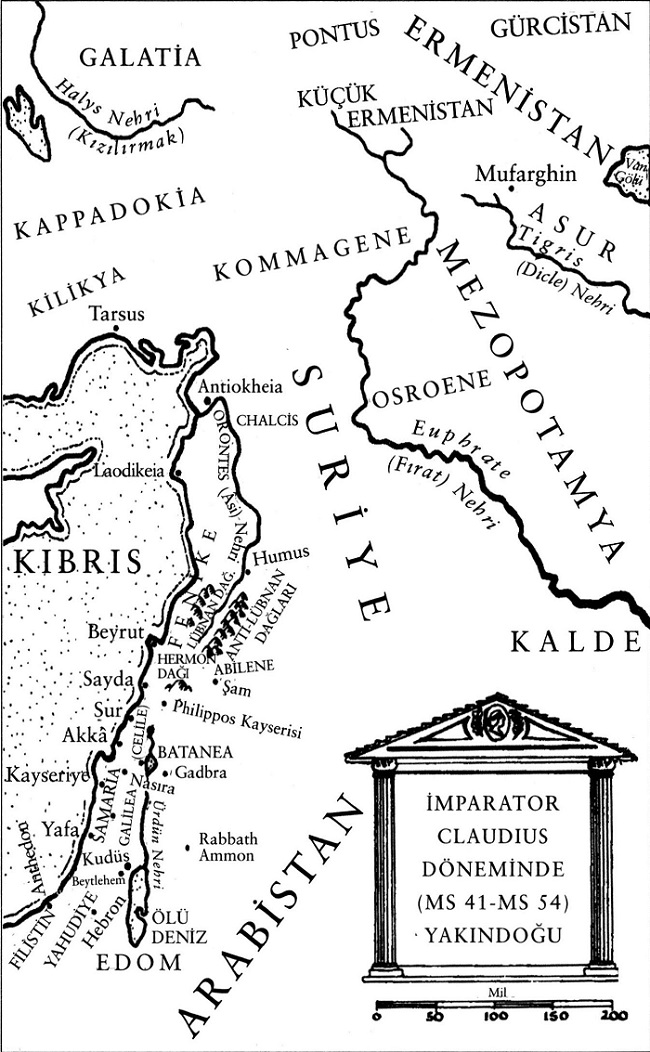 GALATİA
PONTUS
GÜRCİSTAN
ERMENİSTAN
Halys Nehri
(Kızılırmak)
KÜÇÜK
ERMENİSTAN
Van
Gölü
Mufarghin
ASUR
Tigris
(Dicle) Nehri
KAPPADOKİA
KOMMAGENE
MEZOPOTAMYA
KİLİKYA
Tarsus
SURİYE
OSROENE
Antiokheia
CHALCİS
ORONTES (Âsi) Nehri
Euphrate
(Fırat) Nehri
Laodikeia
KIBRIS
FENİKE
Humus
LÜBNAN DAĞ.
ANTİ-LÜBNAN
DAĞLARI
KALDE
Beyrut
HERMON
DAĞI
ABİLENE
Şam
Sayda
Philippos Kayserisi
Sur
(CELİLE)
Akkâ
BATANEA
Gadbra
Kayseriye
Nasıra
SAMARİA
GALİLEA
Ürdün Nehri
Yafa
Rabbath
Ammon
Anthedon
Kudüs
Beytlehem
FİLİSTİN
YAHUDİYE
Hebron
ÖLÜ
DENİZ
EDOM
ARABİSTAN
İMPARATOR
CLAUDIUS
DÖNEMİNDE
(MS 41-MS 54)
YAKINDOĞU
Mil
0 50 100 150 200